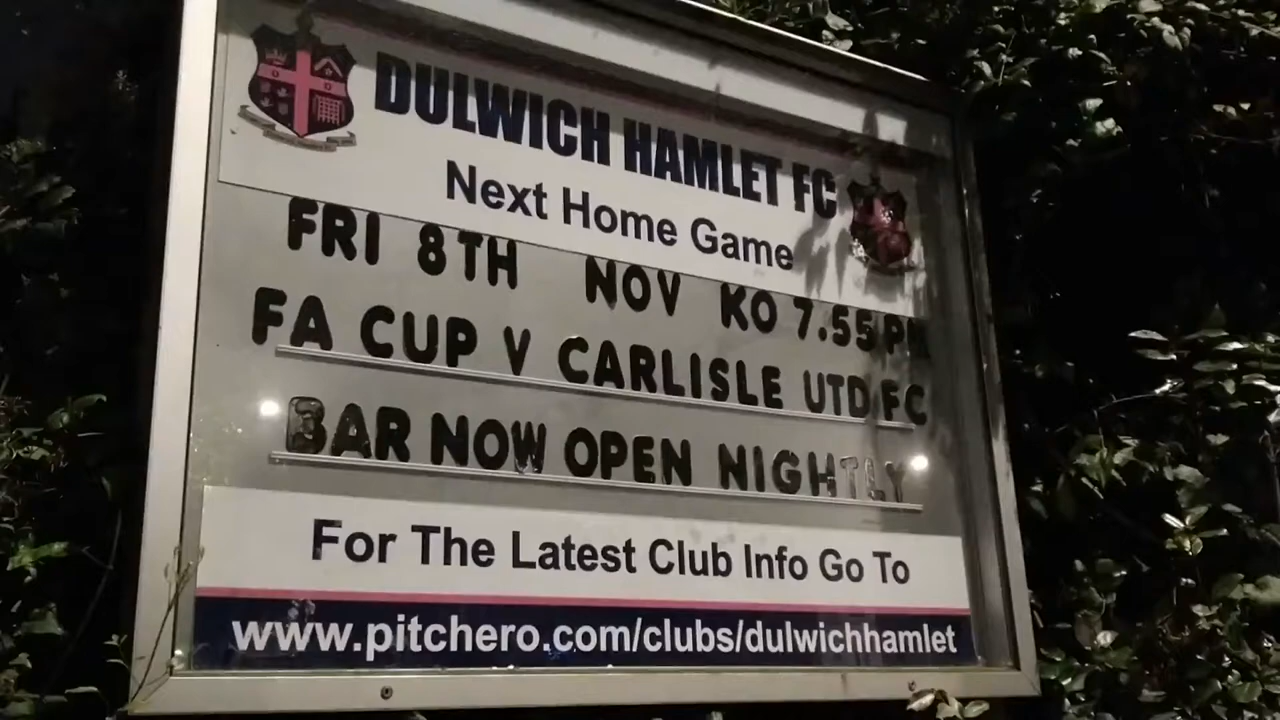 DULWICH HAMLET FC
Next Home Game
FRI 8TH NOV KO 7.55PM
FA CUP V CARLISLE UTD FC
BAR NOW OPEN NIGHTLY
For The Latest Club Info Go To
www.pitchero.com/clubs/dulwichhamlet